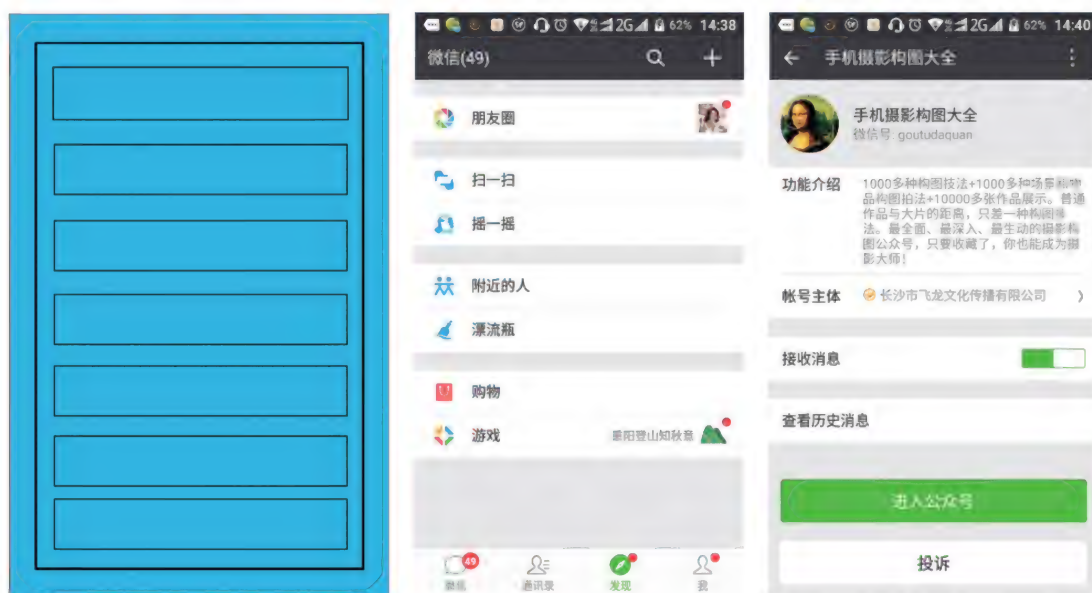 62% 14:38
微信(49)
朋友圈
扫一扫
摇一摇
附近的人
漂流瓶
购物
游戏
重阳登山知秋意
49
微信
通讯录
发现
我
2G 62% 14:40
手机摄影构图大全
手机摄影构图大全
微信号: goutudaquan
功能介绍
1000多种构图技法+1000多种场景和物
品构图拍法+10000多张作品展示。普通
作品与大片的距离，只差一种构图技
法。最全面、最深入、最生动的摄影构
图公众号，只要收藏了，你也能成为摄
影大师！
帐号主体 长沙市飞龙文化传播有限公司
接收消息
查看历史消息
进入公众号
投诉